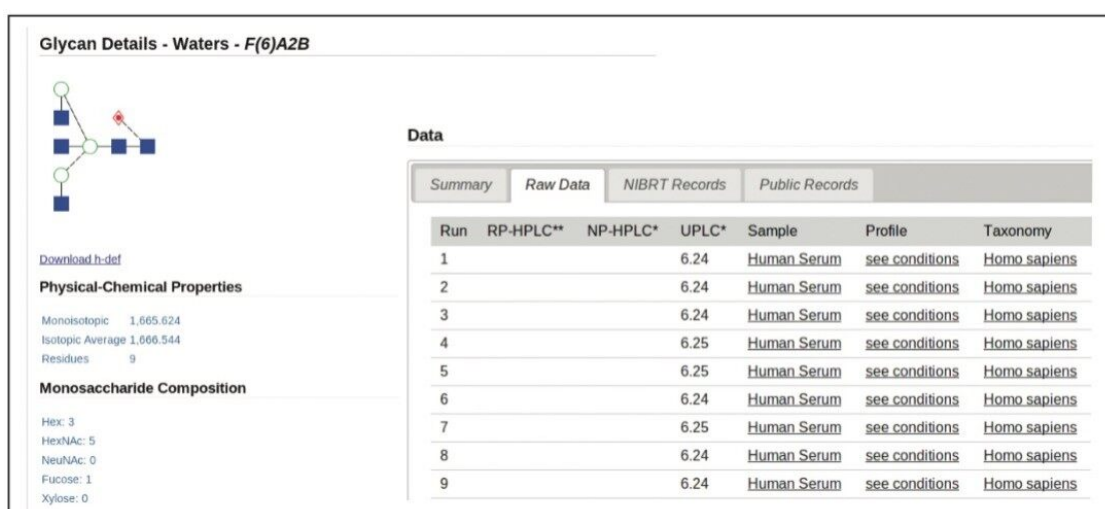 Glycan Details - Waters - F(6)A2B
Download h-def
Physical-Chemical Properties
Monoisotopic 1,665.624
Isotopic Average 1,666.544
Residues 9
Monosaccharide Composition
Hex: 3
HexNAc: 5
NeuNAc: 0
Fucose: 1
Xylose: 0
Data
Summary Raw Data NIBRT Records Public Records
Run RP-HPLC** NP-HPLC* UPLC* Sample Profile Taxonomy
1 6.24 Human Serum see conditions Homo sapiens
2 6.24 Human Serum see conditions Homo sapiens
3 6.24 Human Serum see conditions Homo sapiens
4 6.25 Human Serum see conditions Homo sapiens
5 6.25 Human Serum see conditions Homo sapiens
6 6.24 Human Serum see conditions Homo sapiens
7 6.25 Human Serum see conditions Homo sapiens
8 6.24 Human Serum see conditions Homo sapiens
9 6.24 Human Serum see conditions Homo sapiens